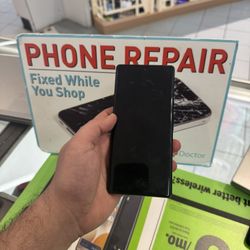 PHONE REPAIR
Fixed While
You Shop
Doctor
better wireless?
/mo.